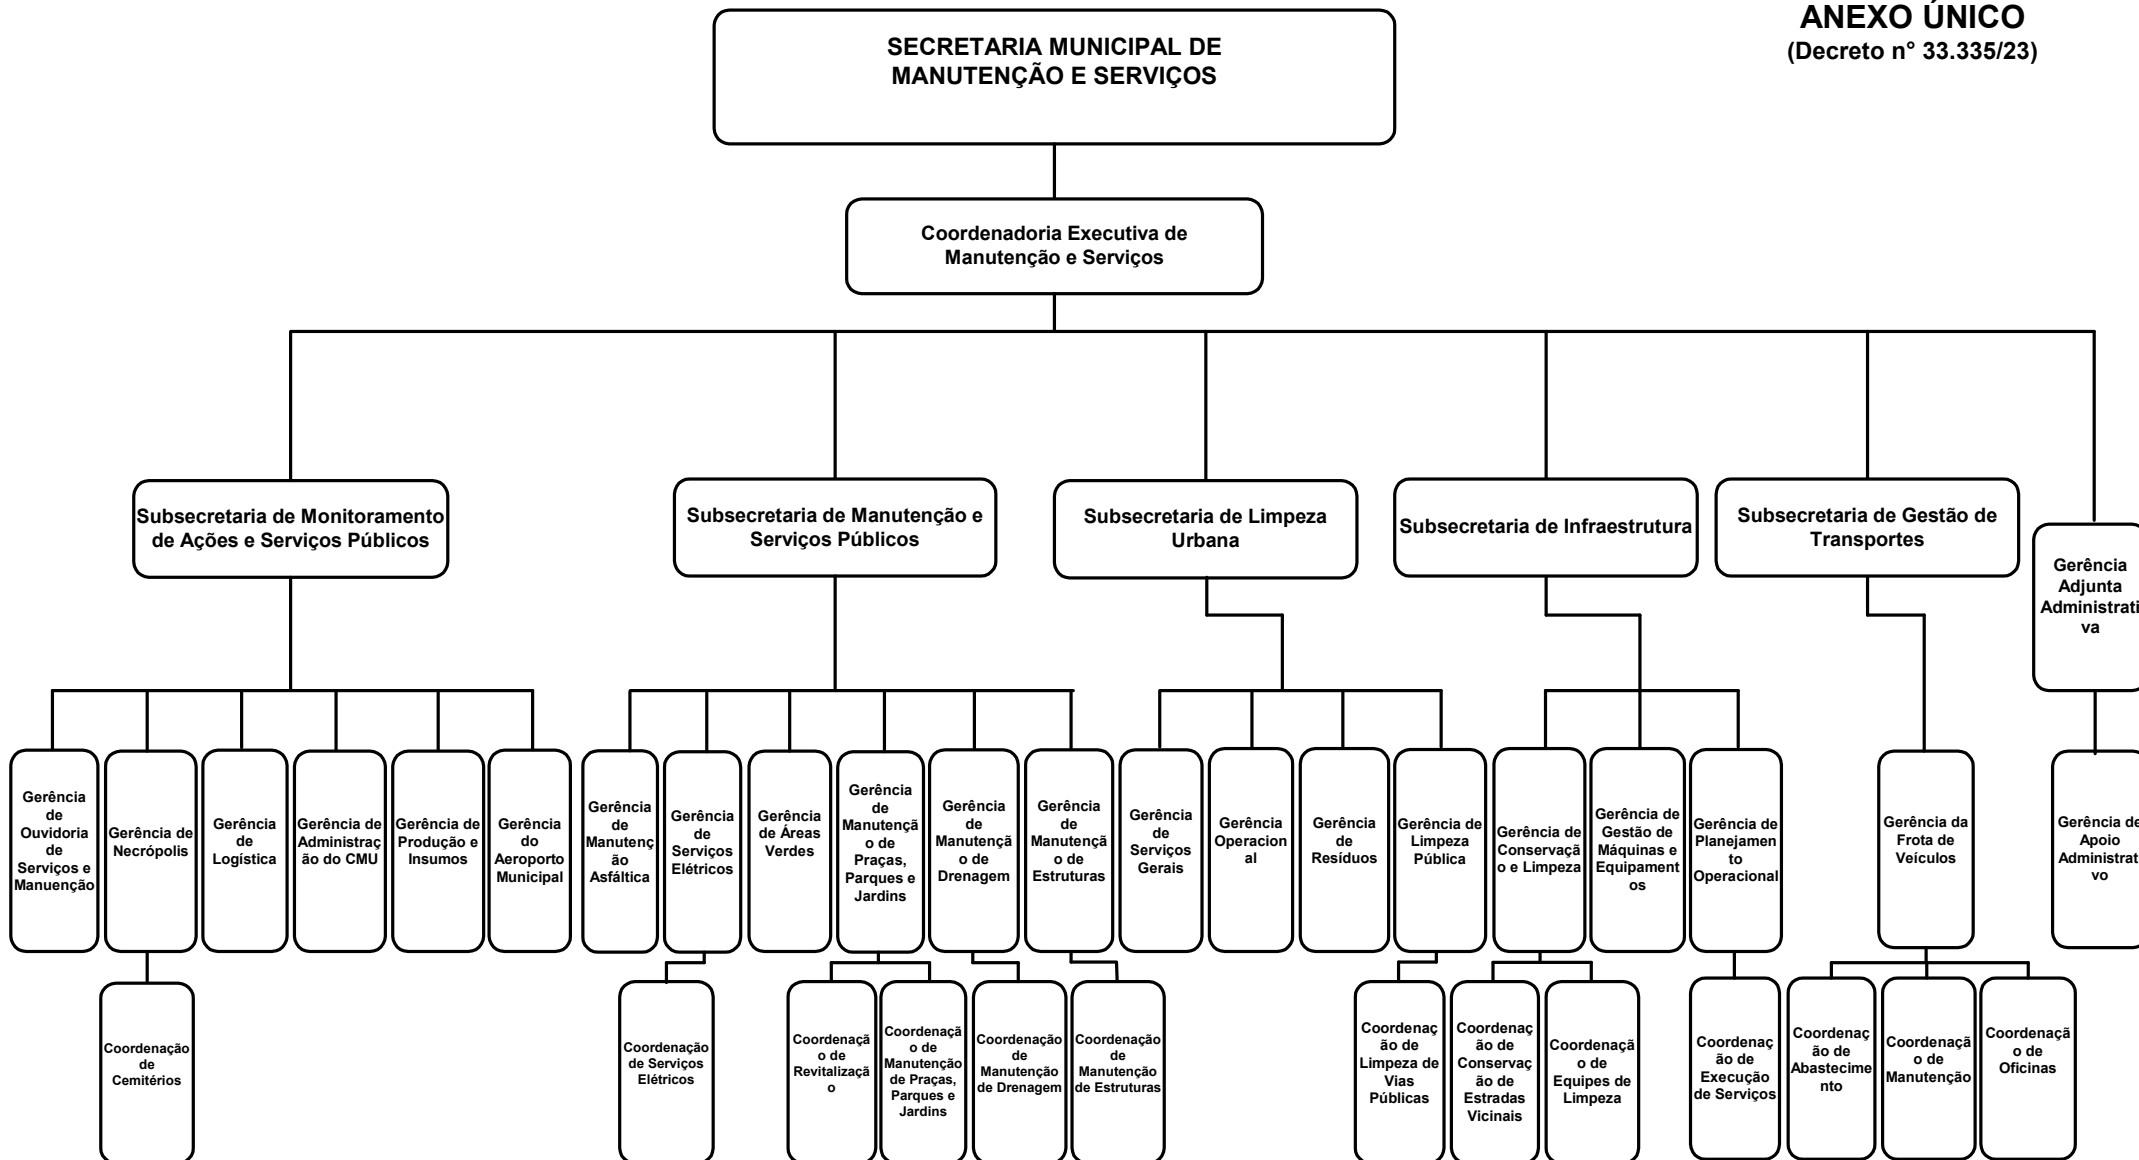 ANEXO ÚNICO
(Decreto n° 33.335/23)
SECRETARIA MUNICIPAL DE
MANUTENÇÃO E SERVIÇOS
Coordenadoria Executiva de
Manutenção e Serviços
Subsecretaria de Monitoramento
de Ações e Serviços Públicos
Subsecretaria de Manutenção e
Serviços Públicos
Subsecretaria de Limpeza
Urbana
Subsecretaria de Infraestrutura
Subsecretaria de Gestão de
Transportes
Gerência
Adjunta
Administrati
va
Gerência
de
Ouvidoria
de
Serviços e
Manuenção
Gerência de
Necrópolis
Gerência
de
Logística
Gerência de
Administraç
ão do CMU
Gerência de
Produção e
Insumos
Gerência
do
Aeroporto
Municipal
Gerência
de
Manutenç
ão
Asfáltica
Gerência
de
Serviços
Elétricos
Gerência
de Áreas
Verdes
Gerência
de
Manutençã
o de
Praças,
Parques e
Jardins
Gerência
de
Manutençã
o de
Drenagem
Gerência
de
Manutençã
o de
Estruturas
Gerência
de
Serviços
Gerais
Gerência
Operacion
al
Gerência
de
Resíduos
Gerência de
Limpeza
Pública
Gerência de
Conservaçã
o e Limpeza
Gerência de
Gestão de
Máquinas e
Equipament
os
Gerência de
Planejamen
to
Operacional
Gerência da
Frota de
Veículos
Gerência de
Apoio
Administrati
vo
Coordenação
de
Cemitérios
Coordenação
de Serviços
Elétricos
Coordenaçã
o de
Revitalizaçã
o
Coordenaçã
o de
Manutenção
de Praças,
Parques e
Jardins
Coordenação
de
Manutenção
de Drenagem
Coordenação
de
Manutenção
de Estruturas
Coordenaç
ão de
Limpeza de
Vias
Públicas
Coordenaç
ão de
Conservaç
ão de
Estradas
Vicinais
Coordenaçã
o de
Equipes de
Limpeza
Coordenaç
ão de
Execução
de Serviços
Coordenaç
ão de
Abastecime
nto
Coordenaçã
o de
Manutenção
Coordenaçã
o de
Oficinas